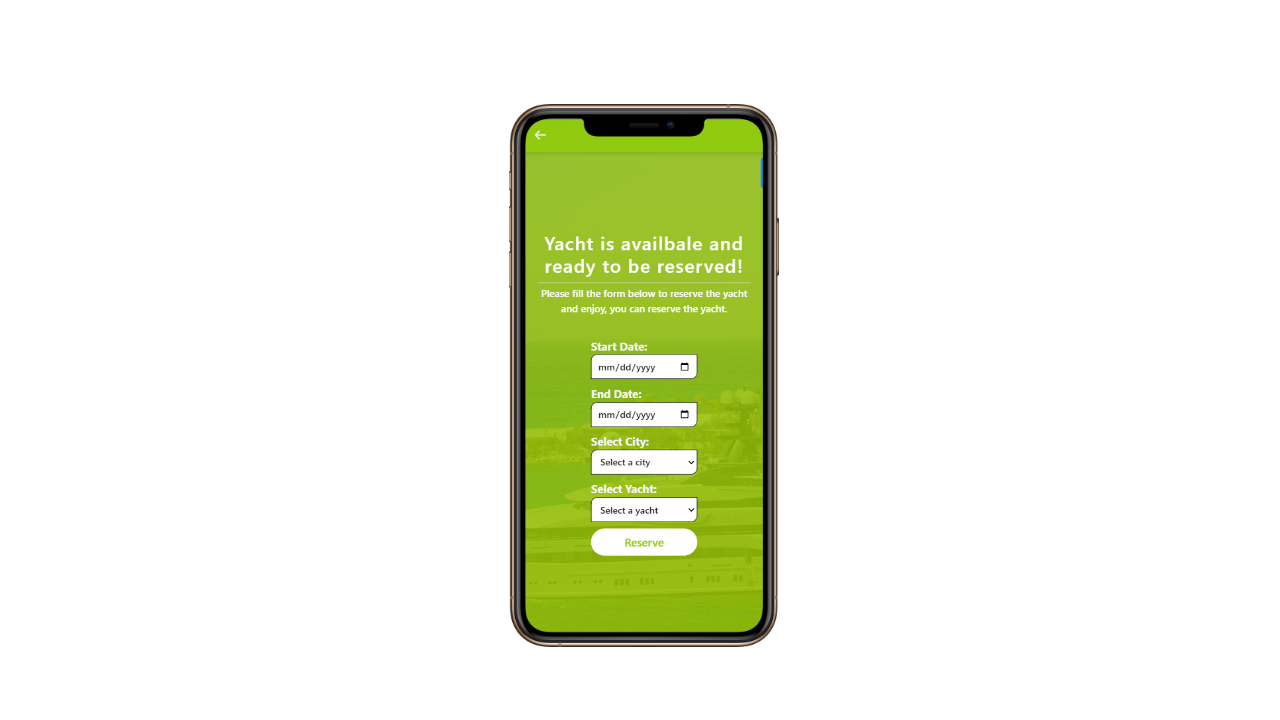 Yacht is availbale and
ready to be reserved!
Please fill the form below to reserve the yacht
and enjoy, you can reserve the yacht.
Start Date:
mm/dd/yyyy
End Date:
mm/dd/yyyy
Select City:
Select a city
Select Yacht:
Select a yacht
Reserve